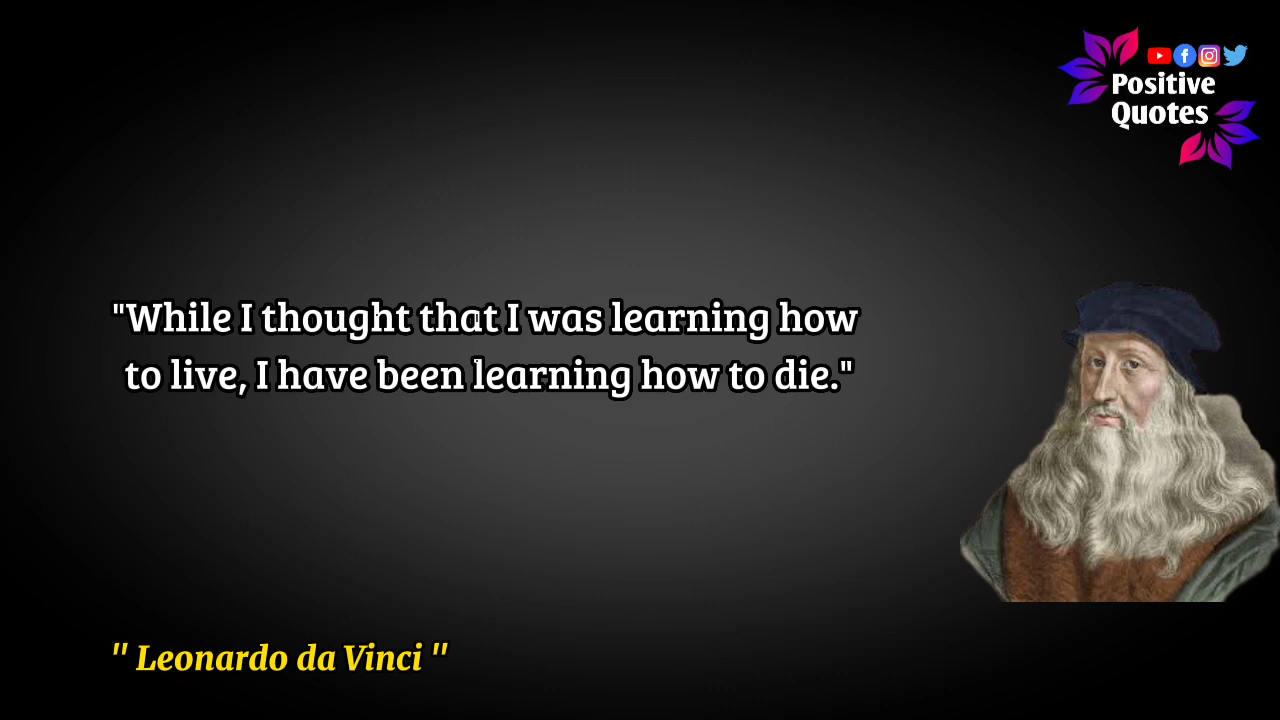 Positive
Quotes
"While I thought that I was learning how
to live, I have been learning how to die."
" Leonardo da Vinci "